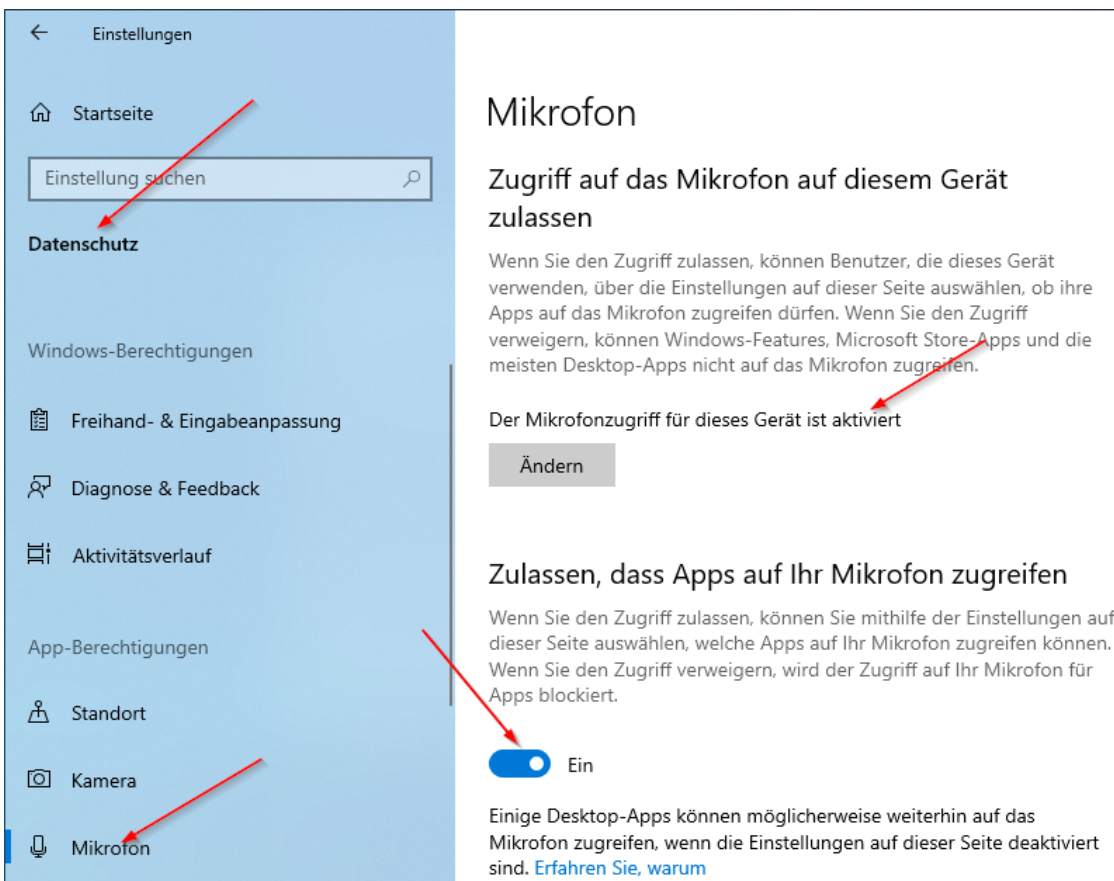 Einstellungen
Startseite
Einstellung suchen
Datenschutz
Windows-Berechtigungen
Freihand- & Eingabeanpassung
Diagnose & Feedback
Aktivitätsverlauf
App-Berechtigungen
Standort
Kamera
Mikrofon
Mikrofon
Zugriff auf das Mikrofon auf diesem Gerät
zulassen
Wenn Sie den Zugriff zulassen, können Benutzer, die dieses Gerät
verwenden, über die Einstellungen auf dieser Seite auswählen, ob ihre
Apps auf das Mikrofon zugreifen dürfen. Wenn Sie den Zugriff
verweigern, können Windows-Features, Microsoft Store-Apps und die
meisten Desktop-Apps nicht auf das Mikrofon zugreifen.
Der Mikrofonzugriff für dieses Gerät ist aktiviert
Ändern
Zulassen, dass Apps auf Ihr Mikrofon zugreifen
Wenn Sie den Zugriff zulassen, können Sie mithilfe der Einstellungen auf
dieser Seite auswählen, welche Apps auf Ihr Mikrofon zugreifen können.
Wenn Sie den Zugriff verweigern, wird der Zugriff auf Ihr Mikrofon für
Apps blockiert.
Ein
Einige Desktop-Apps können möglicherweise weiterhin auf das
Mikrofon zugreifen, wenn die Einstellungen auf dieser Seite deaktiviert
sind. Erfahren Sie, warum